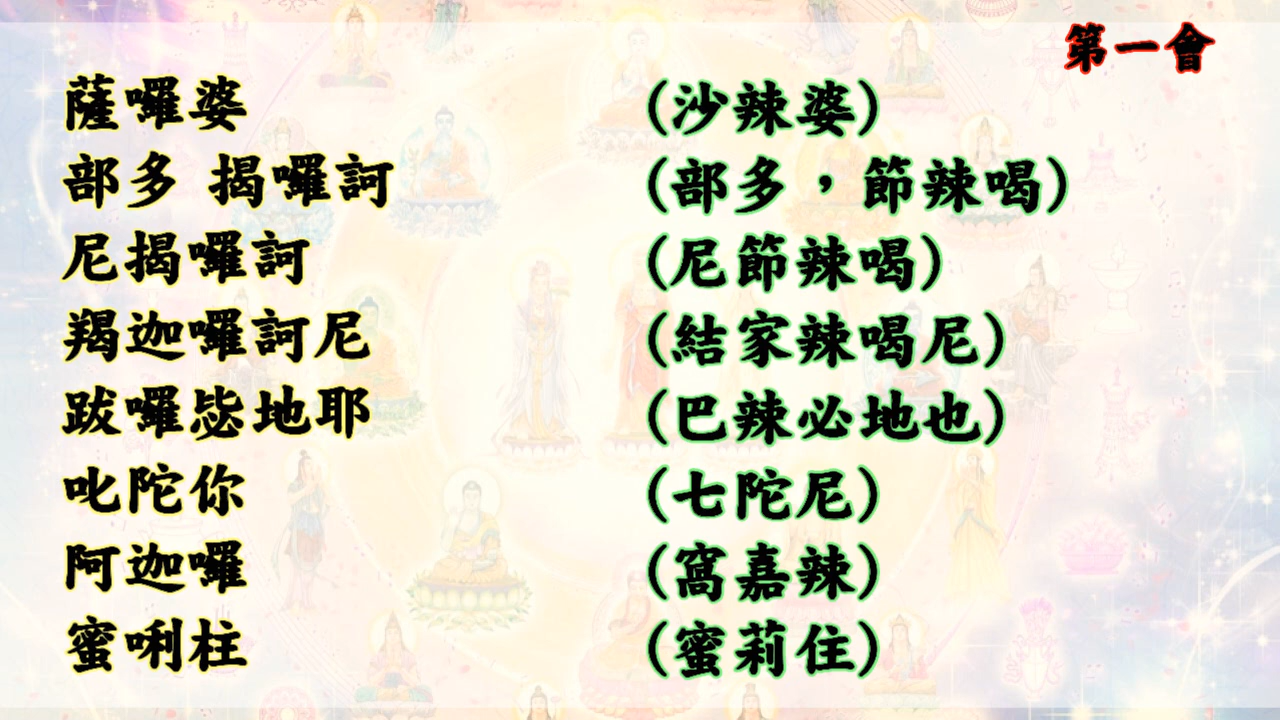 第一會
薩囉婆 (沙辣婆)
部多 揭囉訶 (部多，節辣喝)
尼揭囉訶 (尼節辣喝)
羯迦囉訶尼 (結家辣喝尼)
跋囉毖地耶 (巴辣必地也)
叱陀你 (七陀尼)
阿迦囉 (窩嘉辣)
蜜唎柱 (蜜莉住)